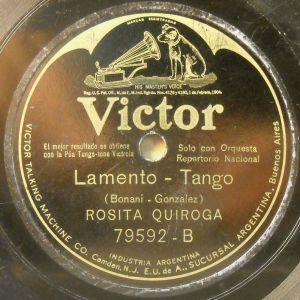 MARCAS REGISTRADAS
"HIS MASTER'S VOICE"
Victor
El mejor resultado se obtiene
con la Púa Tungs-tone Victrola
Solo con Orquesta
Repertorio Nacional
Lamento - Tango
(Bonani - Gonzalez)
ROSITA QUIROGA
79592-B
INDUSTRIA ARGENTINA
VICTOR TALKING MACHINE CO. Camden, N.J. E.U. de A., SUCURSAL ARGENTINA, Buenos Aires